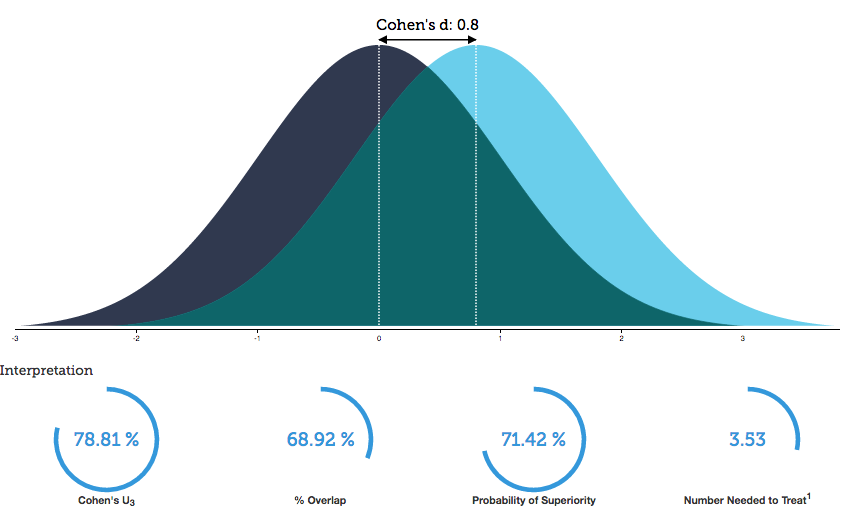 Cohen's d: 0.8
-3 -2 -1 0 1 2 3
Interpretation
78.81 % 68.92 % 71.42 % 3.53
Cohen's U₃ % Overlap Probability of Superiority Number Needed to Treat¹